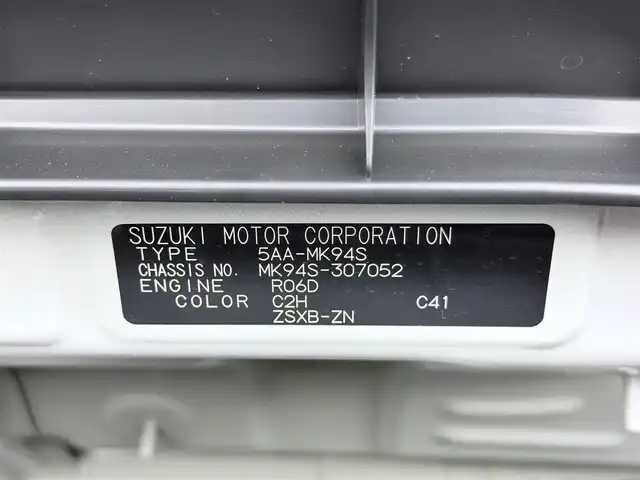 SUZUKI MOTOR CORPORATION
TYPE 5AA-MK94S
CHASSIS NO. MK94S-307052
ENGINE R06D
COLOR C2H C41
ZSXB-ZN